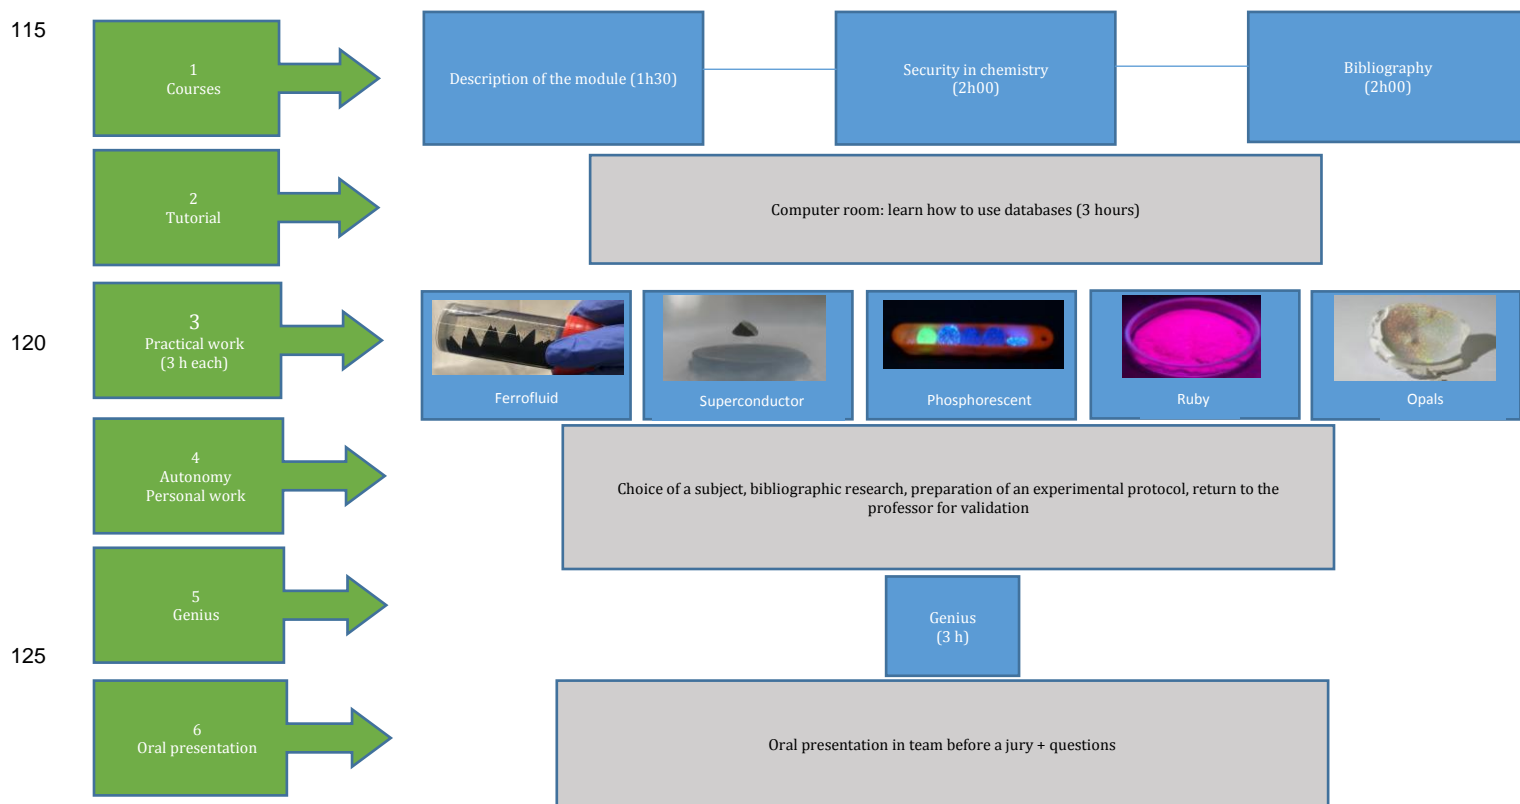 115
1
Courses
Description of the module (1h30)
Security in chemistry
(2h00)
Bibliography
(2h00)
2
Tutorial
Computer room: learn how to use databases (3 hours)
120
3
Practical work
(3 h each)
Ferrofluid
Superconductor
Phosphorescent
Ruby
Opals
4
Autonomy
Personal work
Choice of a subject, bibliographic research, preparation of an experimental protocol, return to the
professor for validation
5
Genius
Genius
(3 h)
125
6
Oral presentation
Oral presentation in team before a jury + questions